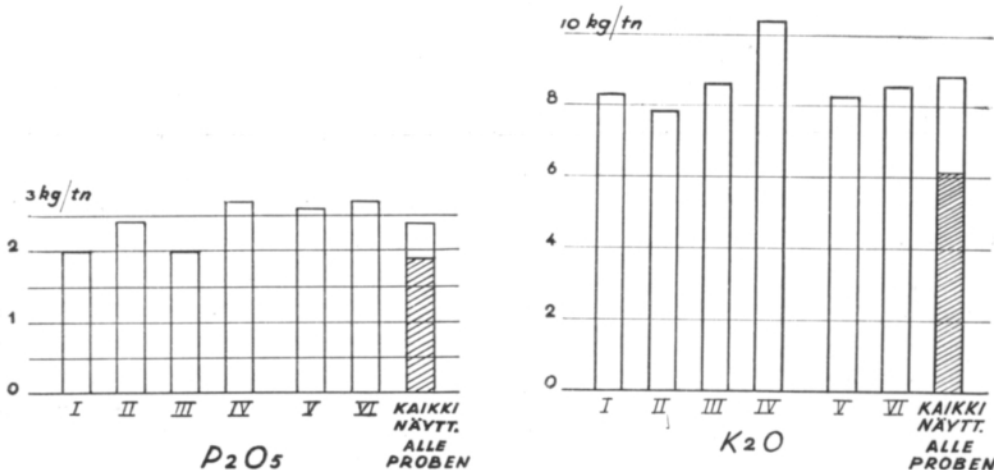 3 kg/tn
2
1
0
I II III IV V VI KAIKKI
NÄYTT.
ALLE
PROBEN
P2O5
10 kg/tn
8
6
4
2
0
I II III IV V VI KAIKKI
NÄYTT.
ALLE
PROBEN
K2O